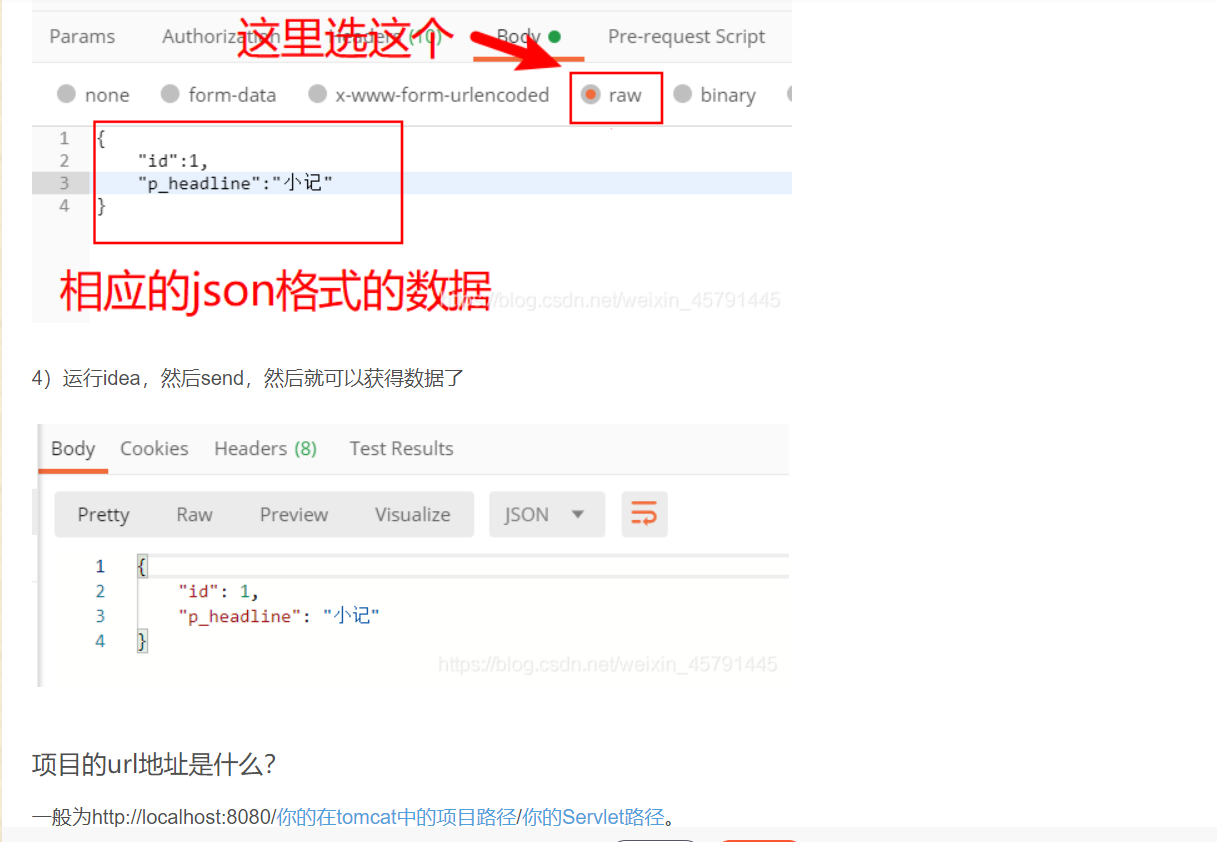 Params Authorization Headers (10) Body Pre-request Script
这里选这个
none form-data x-www-form-urlencoded raw binary
1 {
2 "id":1,
3 "p_headline":"小记"
4 }
相应的json格式的数据
blog.csdn.net/weixin_45791445
4）运行idea，然后send，然后就可以获得数据了
Body Cookies Headers (8) Test Results
Pretty Raw Preview Visualize JSON
1 {
2 "id": 1,
3 "p_headline": "小记"
4 }
https://blog.csdn.net/weixin_45791445
项目的url地址是什么？
一般为http://localhost:8080/你的在tomcat中的项目路径/你的Servlet路径。